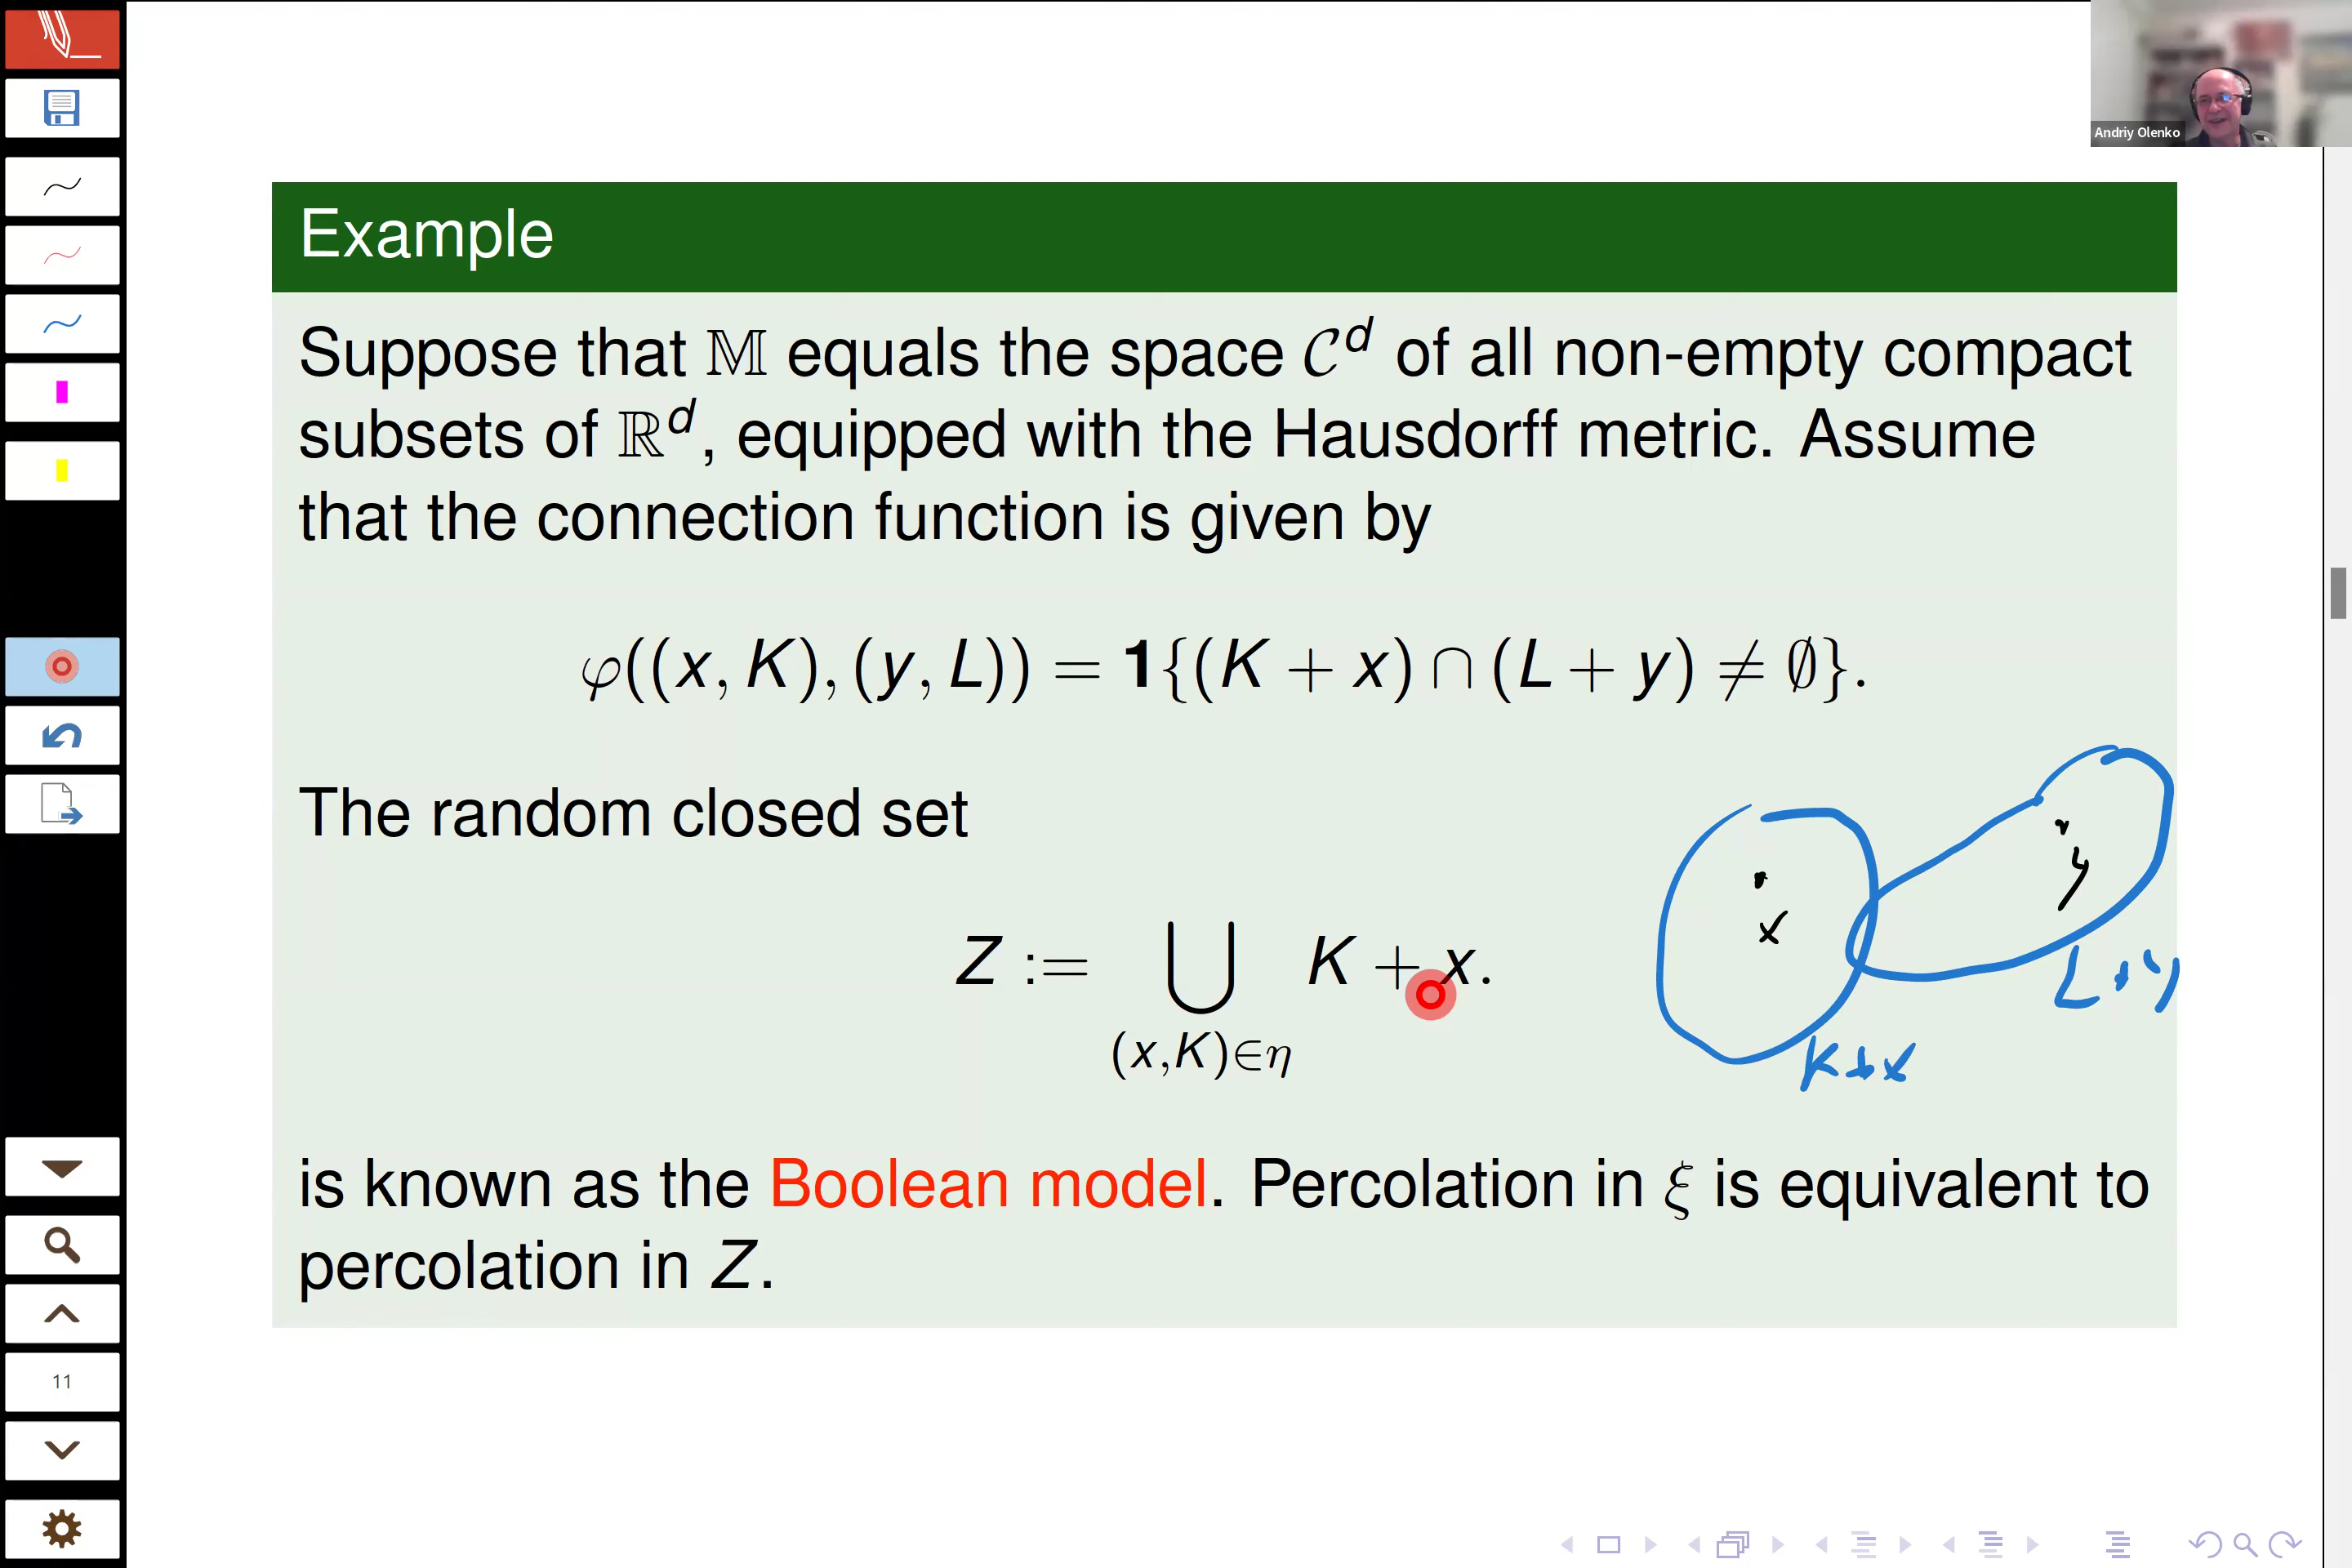 Andriy Olenko
Example
Suppose that 𝕄 equals the space 𝒞^d of all non-empty compact
subsets of ℝ^d, equipped with the Hausdorff metric. Assume
that the connection function is given by
φ((x, K), (y, L)) = 1{(K + x) ∩ (L + y) ≠ ∅}.
The random closed set
Z := ⋃_{(x,K)∈η} K + x.
x
y
L + y
K + x
is known as the Boolean model. Percolation in ξ is equivalent to
percolation in Z.
11